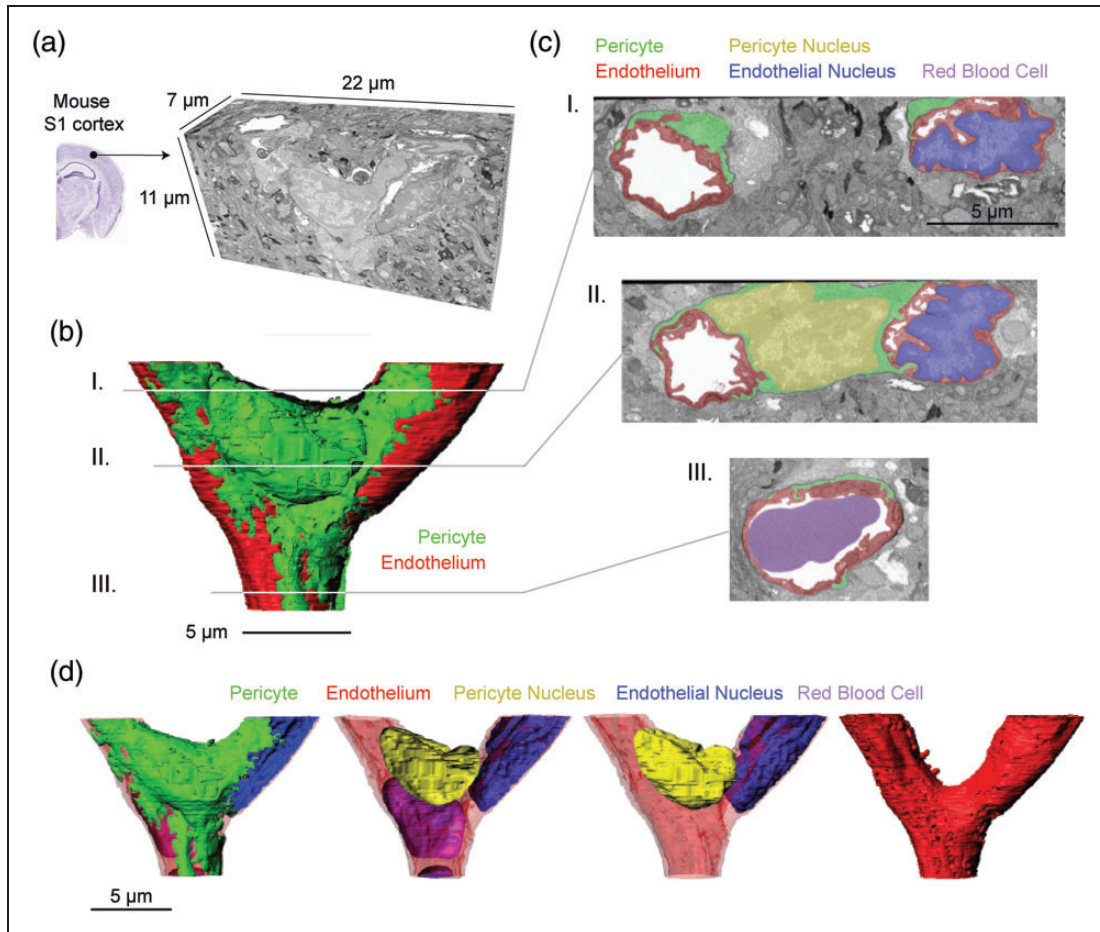 (a)
Mouse
S1 cortex
7 µm
22 µm
11 µm
(b)
I.
II.
III.
Pericyte
Endothelium
5 µm
(c)
Pericyte Pericyte Nucleus
Endothelium Endothelial Nucleus Red Blood Cell
I.
5 µm
II.
III.
(d)
Pericyte Endothelium Pericyte Nucleus Endothelial Nucleus Red Blood Cell
5 µm